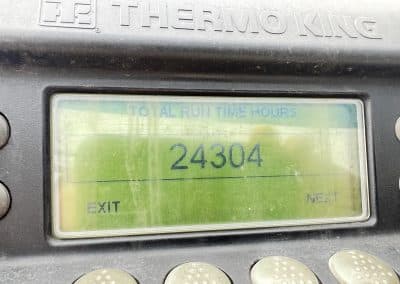 THERMO KING
TOTAL RUN TIME HOURS
24304
EXIT NEXT